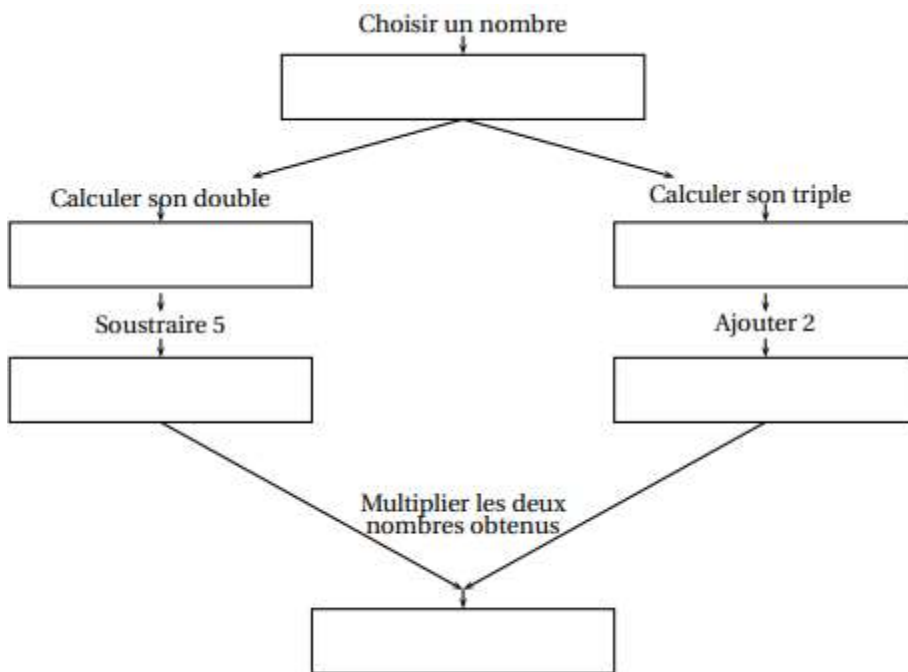 Choisir un nombre
Calculer son double
Calculer son triple
Soustraire 5
Ajouter 2
Multiplier les deux
nombres obtenus